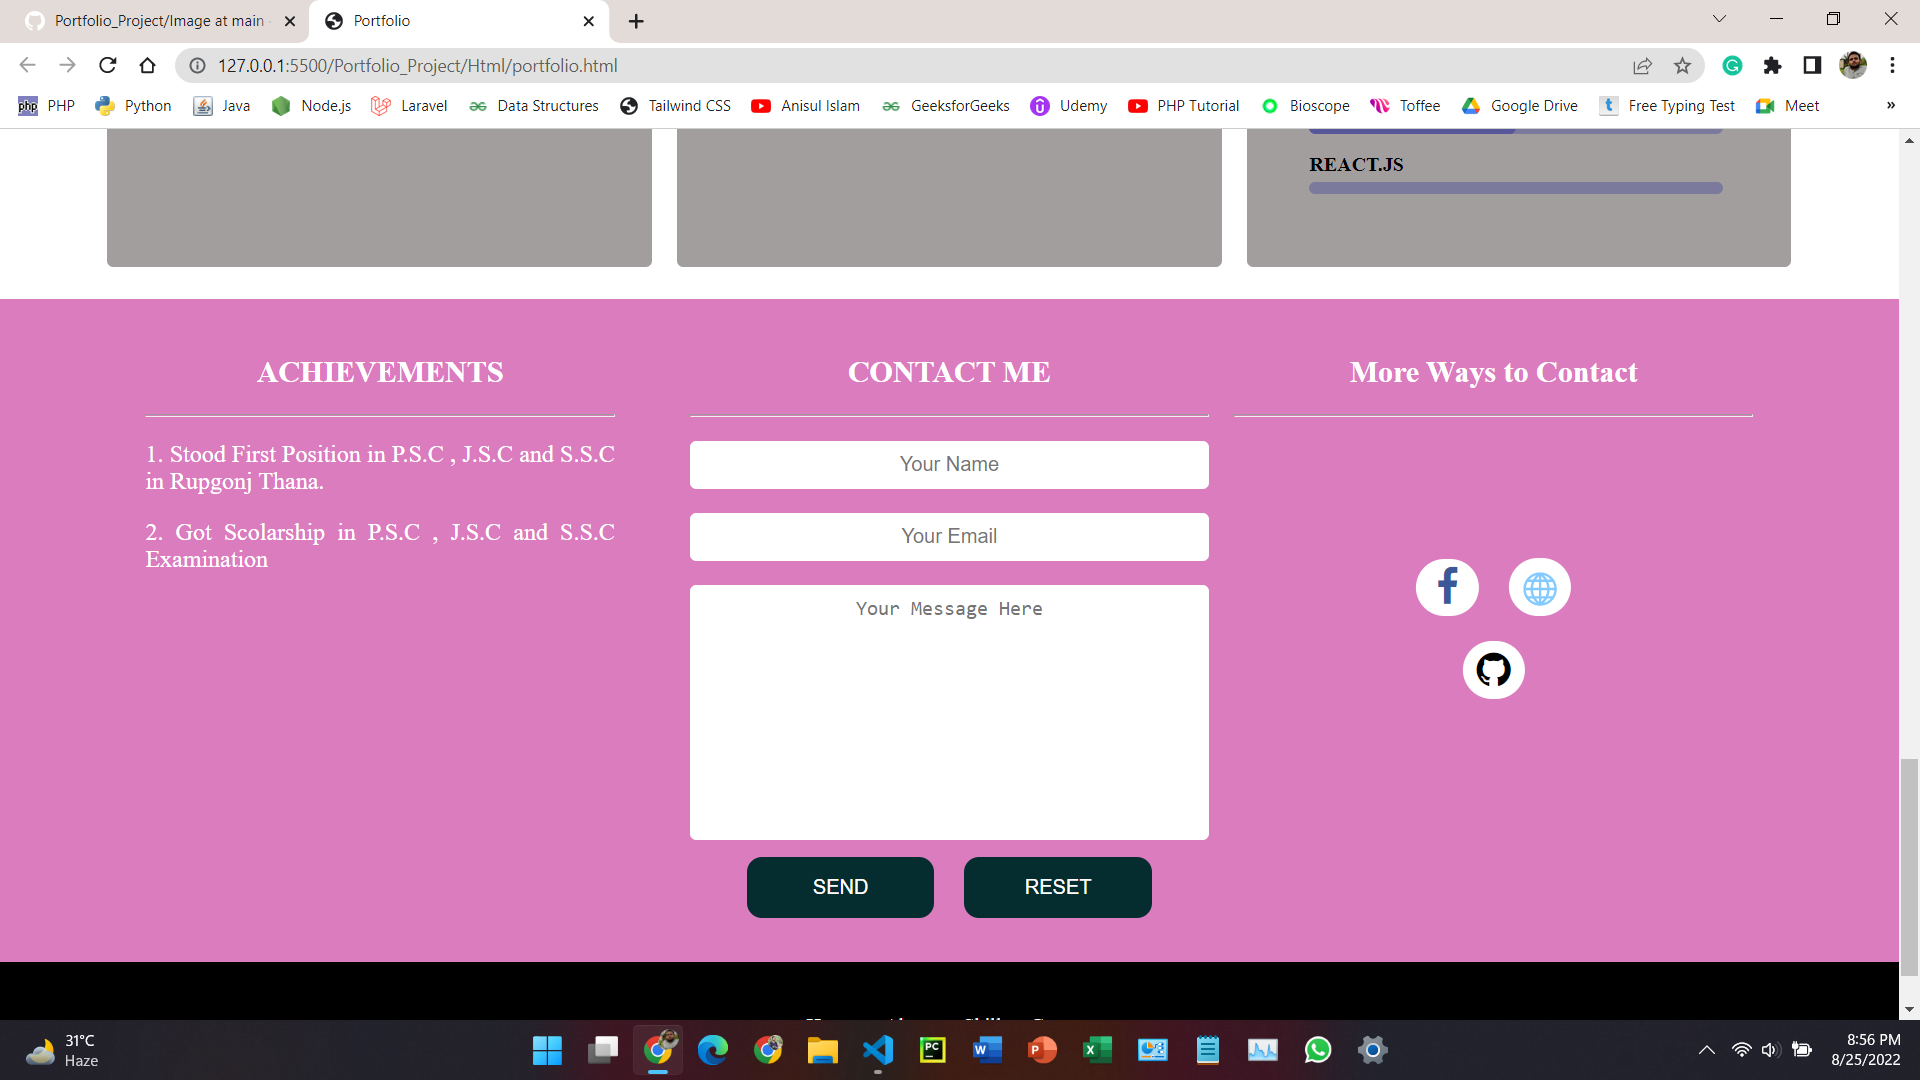 Portfolio_Project/Image at main
Portfolio
127.0.0.1:5500/Portfolio_Project/Html/portfolio.html
php PHP Python Java Node.js Laravel Data Structures Tailwind CSS Anisul Islam GeeksforGeeks Udemy PHP Tutorial Bioscope Toffee Google Drive t Free Typing Test Meet »
REACT.JS
ACHIEVEMENTS
1. Stood First Position in P.S.C , J.S.C and S.S.C
in Rupgonj Thana.
2. Got Scolarship in P.S.C , J.S.C and S.S.C
Examination
CONTACT ME
Your Name
Your Email
Your Message Here
SEND RESET
More Ways to Contact
31°C
Haze
8:56 PM
8/25/2022